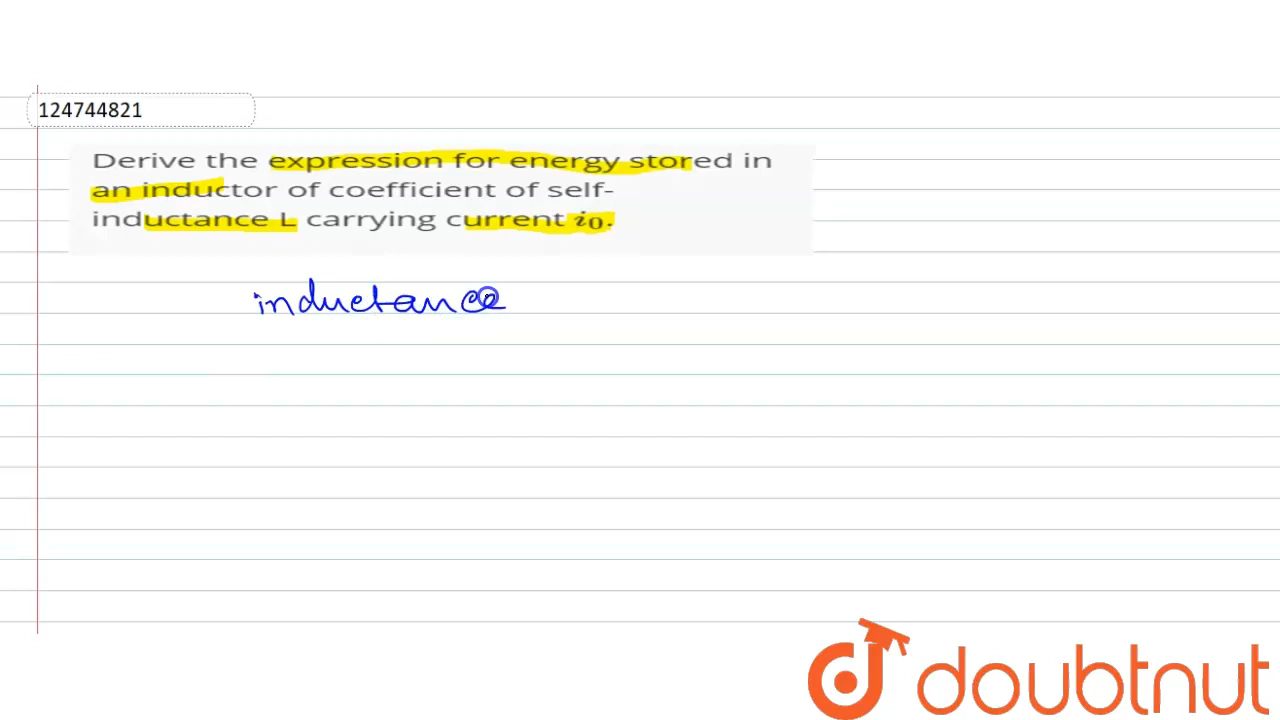 124744821
Derive the expression for energy stored in
an inductor of coefficient of self-
inductance L carrying current i₀.
inductance
doubtnut